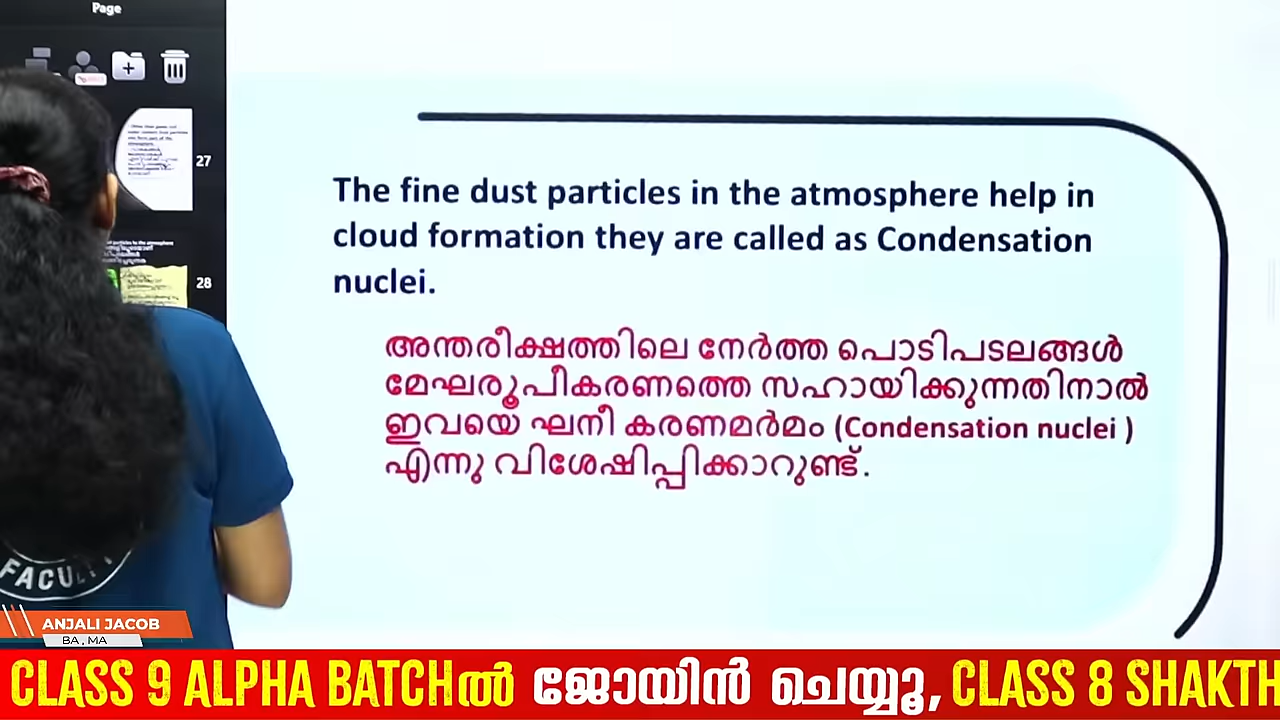 Page
27
28
The fine dust particles in the atmosphere help in
cloud formation they are called as Condensation
nuclei.
അന്തരീക്ഷത്തിലെ നേർത്ത പൊടിപടലങ്ങൾ
മേഘരൂപീകരണത്തെ സഹായിക്കുന്നതിനാൽ
ഇവയെ ഘനീ കരണമർമം (Condensation nuclei )
എന്നു വിശേഷിപ്പിക്കാറുണ്ട്.
FACULT
ANJALI JACOB
BA , MA
CLASS 9 ALPHA BATCHൽ ജോയിൻ ചെയ്യൂ, CLASS 8 SHAKTH